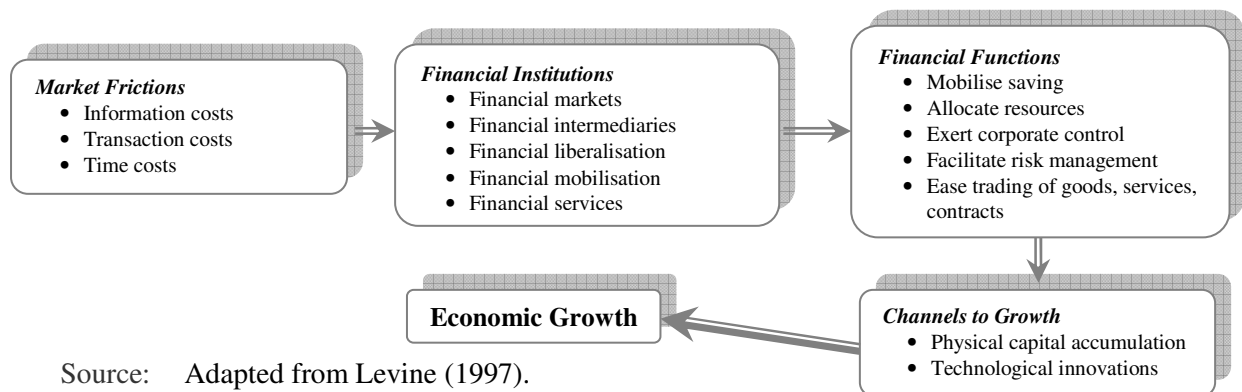 Market Frictions
• Information costs
• Transaction costs
• Time costs
Financial Institutions
• Financial markets
• Financial intermediaries
• Financial liberalisation
• Financial mobilisation
• Financial services
Financial Functions
• Mobilise saving
• Allocate resources
• Exert corporate control
• Facilitate risk management
• Ease trading of goods, services,
contracts
Channels to Growth
• Physical capital accumulation
• Technological innovations
Economic Growth
Source: Adapted from Levine (1997).